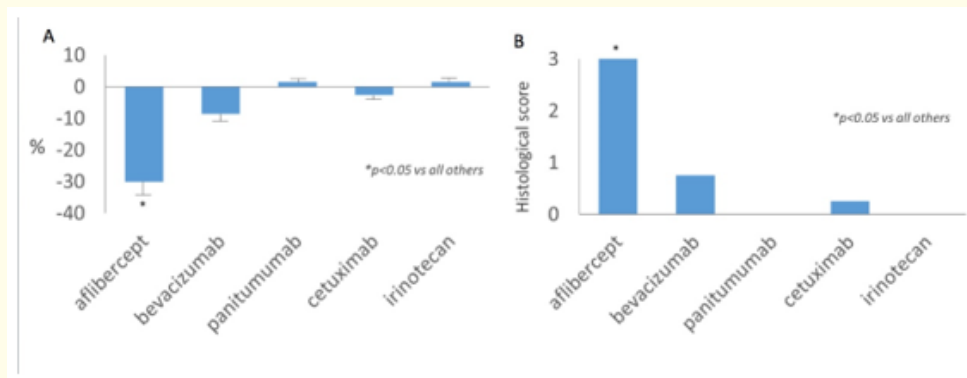 A
10
0
-10
-20
-30
-40
%
*
*p<0.05 vs all others
aflibercept
bevacizumab
panitumumab
cetuximab
irinotecan
B
Histological score
3
2
1
0
*
*p<0.05 vs all others
aflibercept
bevacizumab
panitumumab
cetuximab
irinotecan